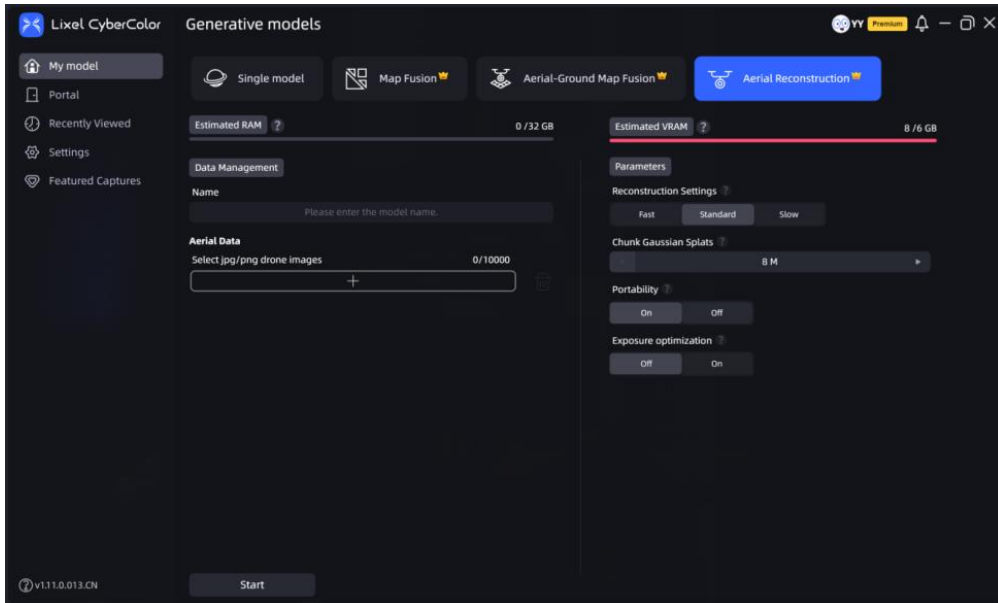 Lixel CyberColor
Generative models
YY Premium
My model
Portal
Recently Viewed
Settings
Featured Captures
Single model
Map Fusion
Aerial-Ground Map Fusion
Aerial Reconstruction
Estimated RAM ?
0 /32 GB
Estimated VRAM ?
8 /6 GB
Data Management
Name
Please enter the model name.
Aerial Data
Select jpg/png drone images
0/10000
+
Parameters
Reconstruction Settings ?
Fast Standard Slow
Chunk Gaussian Splats ?
8 M
Portability ?
On Off
Exposure optimization ?
Off On
? v1.11.0.013.CN
Start